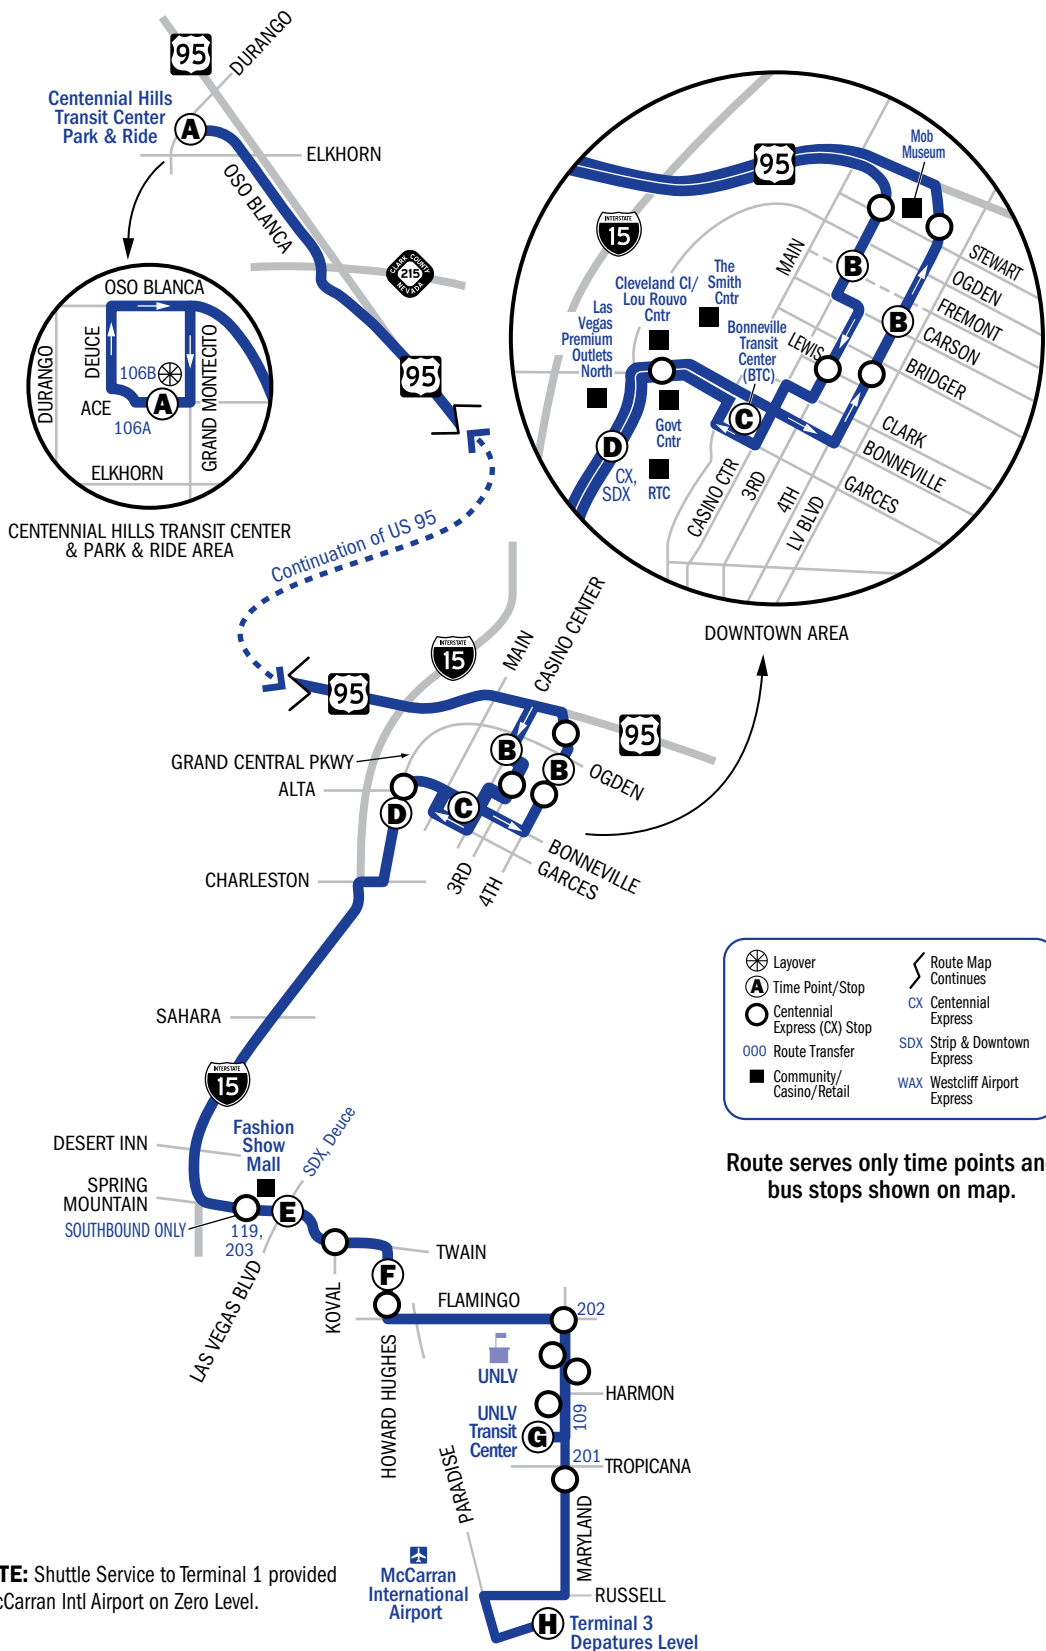 95
DURANGO
Centennial Hills
Transit Center
Park & Ride
A
ELKHORN
OSO BLANCA
CLARK COUNTY
215
NEVADA
95
OSO BLANCA
DURANGO
DEUCE
106B
ACE
A
106A
GRAND MONTECITO
ELKHORN
CENTENNIAL HILLS TRANSIT CENTER
& PARK & RIDE AREA
Continuation of US 95
95
INTERSTATE
15
Mob
Museum
MAIN
B
STEWART
OGDEN
FREMONT
CARSON
BRIDGER
B
Cleveland Cl/
Lou Rouvo
Cntr
The
Smith
Cntr
Las
Vegas
Premium
Outlets
North
Bonneville
Transit
Center
(BTC)
LEWIS
C
D
CX,
SDX
Govt
Cntr
RTC
CLARK
BONNEVILLE
GARCES
CASINO CTR
3RD
4TH
LV BLVD
DOWNTOWN AREA
INTERSTATE
15
MAIN
CASINO CENTER
95
95
GRAND CENTRAL PKWY
ALTA
B
B
OGDEN
C
D
BONNEVILLE
GARCES
3RD
4TH
CHARLESTON
SAHARA
INTERSTATE
15
DESERT INN
SPRING
MOUNTAIN
SOUTHBOUND ONLY
Fashion
Show
Mall
SDX, Deuce
E
119,
203
LAS VEGAS BLVD
KOVAL
TWAIN
F
FLAMINGO
HOWARD HUGHES
202
UNLV
HARMON
UNLV
Transit
Center
G
109
201
TROPICANA
PARADISE
MARYLAND
McCarran
International
Airport
RUSSELL
H
Terminal 3
Depatures Level
Layover
A
Time Point/Stop
Centennial
Express (CX) Stop
000 Route Transfer
Community/
Casino/Retail
Route Map
Continues
CX Centennial
Express
SDX Strip & Downtown
Express
WAX Westcliff Airport
Express
Route serves only time points an
bus stops shown on map.
TE: Shuttle Service to Terminal 1 provided
cCarran Intl Airport on Zero Level.